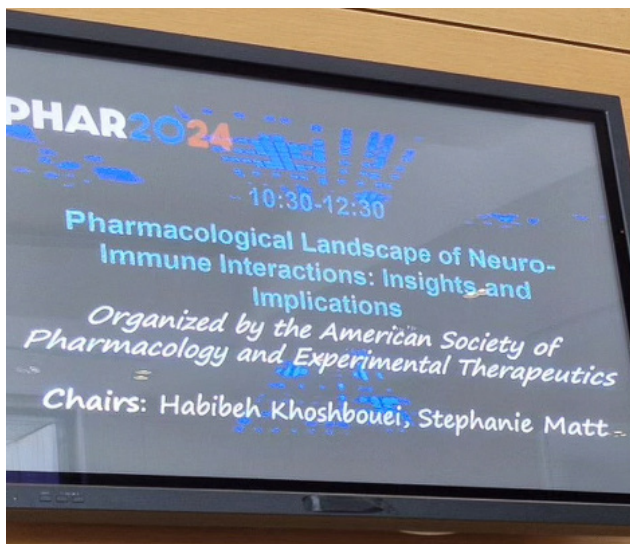 PHAR2024
10:30-12:30
Pharmacological Landscape of Neuro-
Immune Interactions: Insights and
Implications
Organized by the American Society of
Pharmacology and Experimental Therapeutics
Chairs: Habibeh Khoshbouei, Stephanie Matt